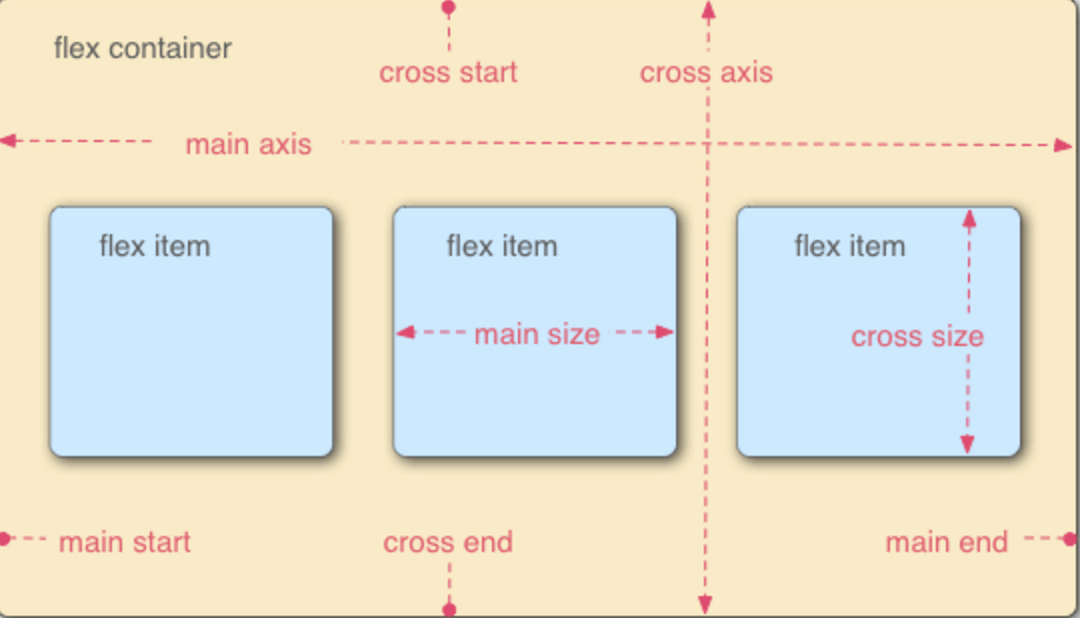 flex container
cross start
cross axis
main axis
flex item
flex item
flex item
main size
cross size
main start
cross end
main end